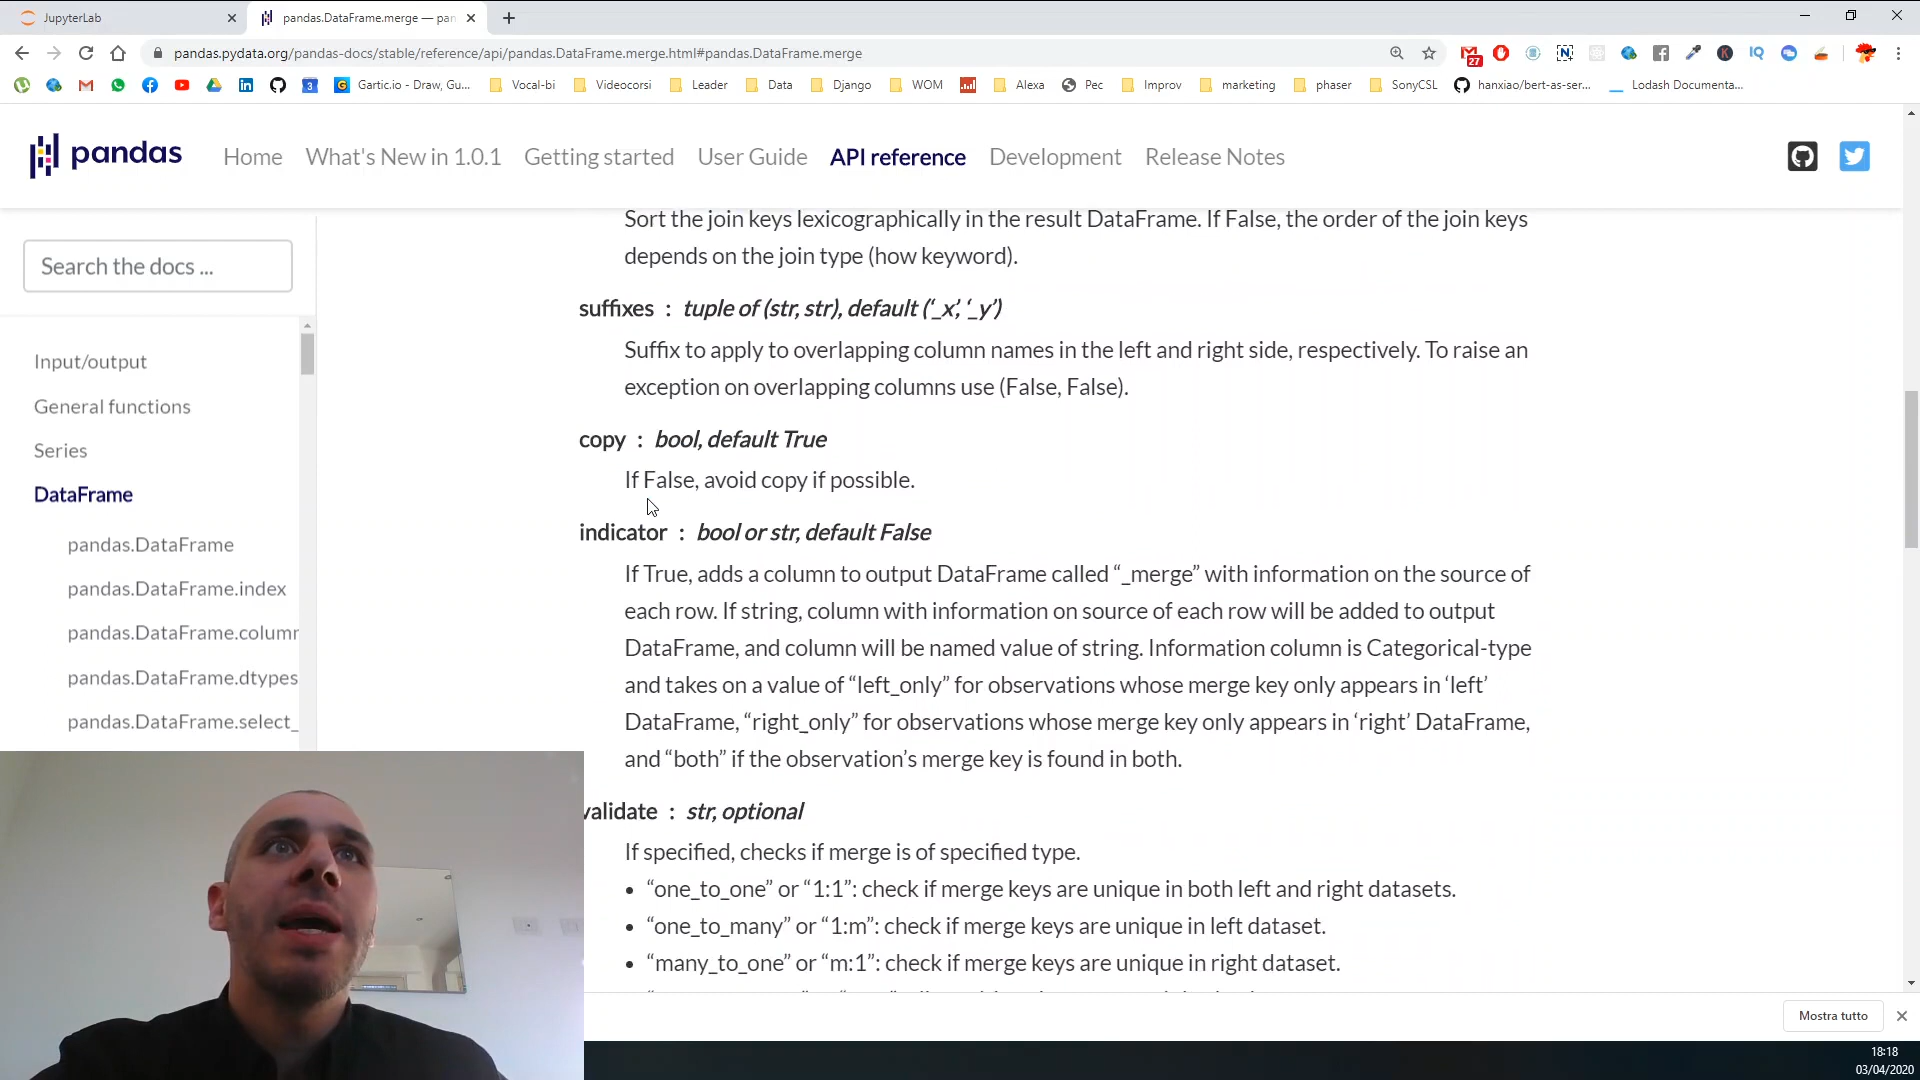 JupyterLab
pandas.DataFrame.merge — pan
pandas.pydata.org/pandas-docs/stable/reference/api/pandas.DataFrame.merge.html#pandas.DataFrame.merge
27
IQ
3
Gartic.io - Draw, Gu...
Vocal-bi
Videocorsi
Leader
Data
Django
WOM
Alexa
Pec
Improv
marketing
phaser
SonyCSL
hanxiao/bert-as-ser...
Lodash Documenta...
pandas
Home
What's New in 1.0.1
Getting started
User Guide
API reference
Development
Release Notes
Search the docs ...
Input/output
General functions
Series
DataFrame
pandas.DataFrame
pandas.DataFrame.index
pandas.DataFrame.column
pandas.DataFrame.dtypes
pandas.DataFrame.select_
Sort the join keys lexicographically in the result DataFrame. If False, the order of the join keys
depends on the join type (how keyword).
suffixes : tuple of (str, str), default (‘_x’, ‘_y’)
Suffix to apply to overlapping column names in the left and right side, respectively. To raise an
exception on overlapping columns use (False, False).
copy : bool, default True
If False, avoid copy if possible.
indicator : bool or str, default False
If True, adds a column to output DataFrame called “_merge” with information on the source of
each row. If string, column with information on source of each row will be added to output
DataFrame, and column will be named value of string. Information column is Categorical-type
and takes on a value of “left_only” for observations whose merge key only appears in ‘left’
DataFrame, “right_only” for observations whose merge key only appears in ‘right’ DataFrame,
and “both” if the observation’s merge key is found in both.
validate : str, optional
If specified, checks if merge is of specified type.
• “one_to_one” or “1:1”: check if merge keys are unique in both left and right datasets.
• “one_to_many” or “1:m”: check if merge keys are unique in left dataset.
• “many_to_one” or “m:1”: check if merge keys are unique in right dataset.
Mostra tutto
18:18
03/04/2020